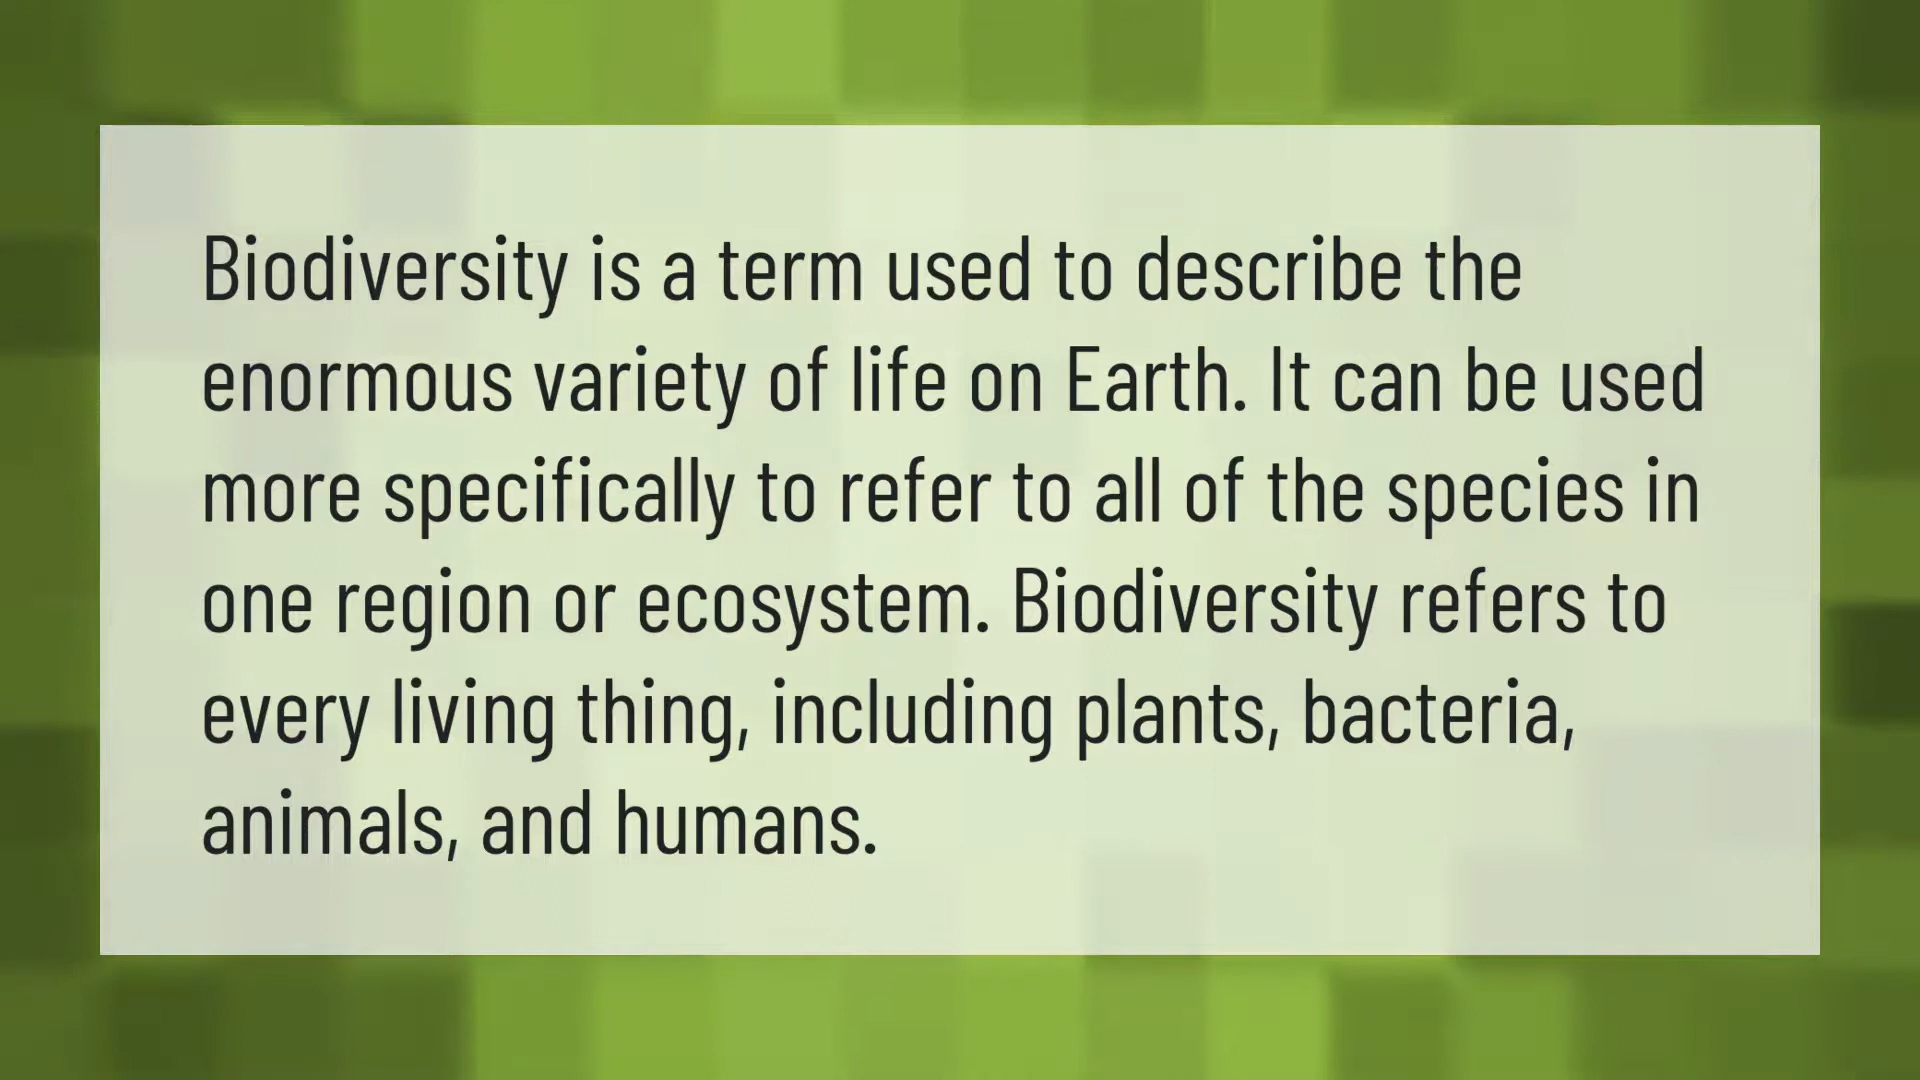 Biodiversity is a term used to describe the
enormous variety of life on Earth. It can be used
more specifically to refer to all of the species in
one region or ecosystem. Biodiversity refers to
every living thing, including plants, bacteria,
animals, and humans.